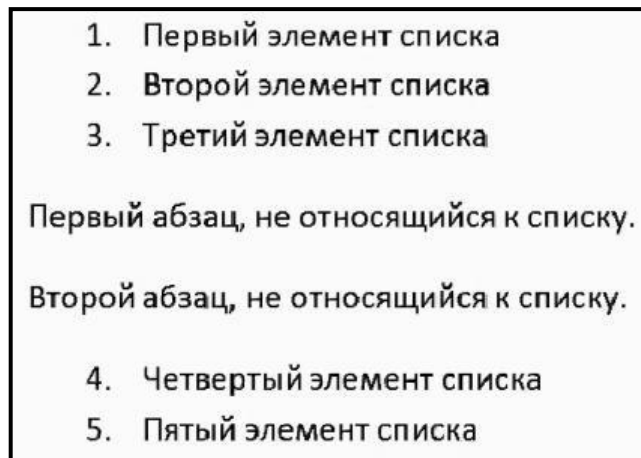 1. Первый элемент списка
2. Второй элемент списка
3. Третий элемент списка
Первый абзац, не относящийся к списку.
Второй абзац, не относящийся к списку.
4. Четвертый элемент списка
5. Пятый элемент списка